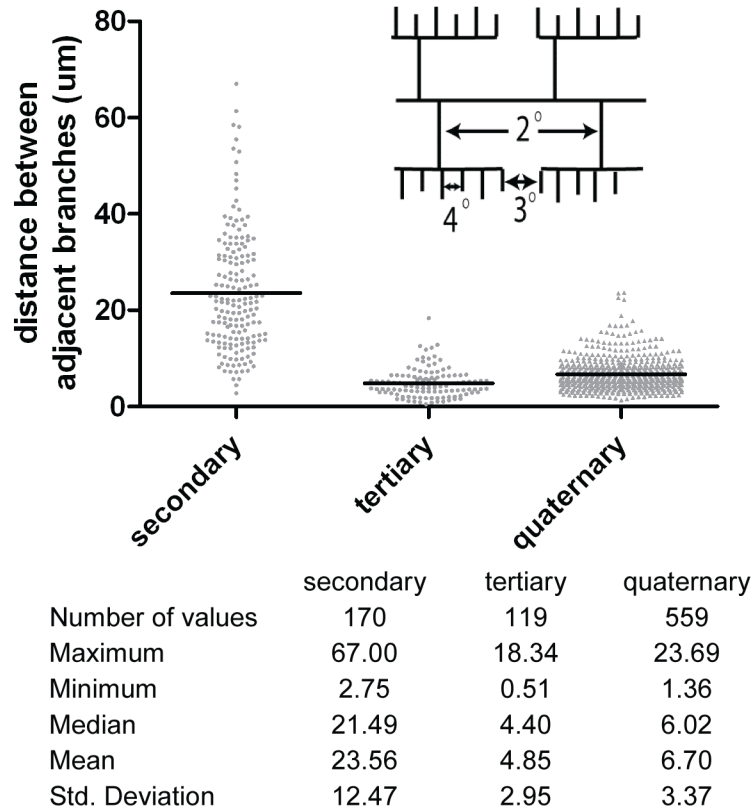 distance between
adjacent branches (um)
80
60
40
20
0
2°
4°
3°
secondary
tertiary
quaternary
secondary tertiary quaternary
Number of values 170 119 559
Maximum 67.00 18.34 23.69
Minimum 2.75 0.51 1.36
Median 21.49 4.40 6.02
Mean 23.56 4.85 6.70
Std. Deviation 12.47 2.95 3.37